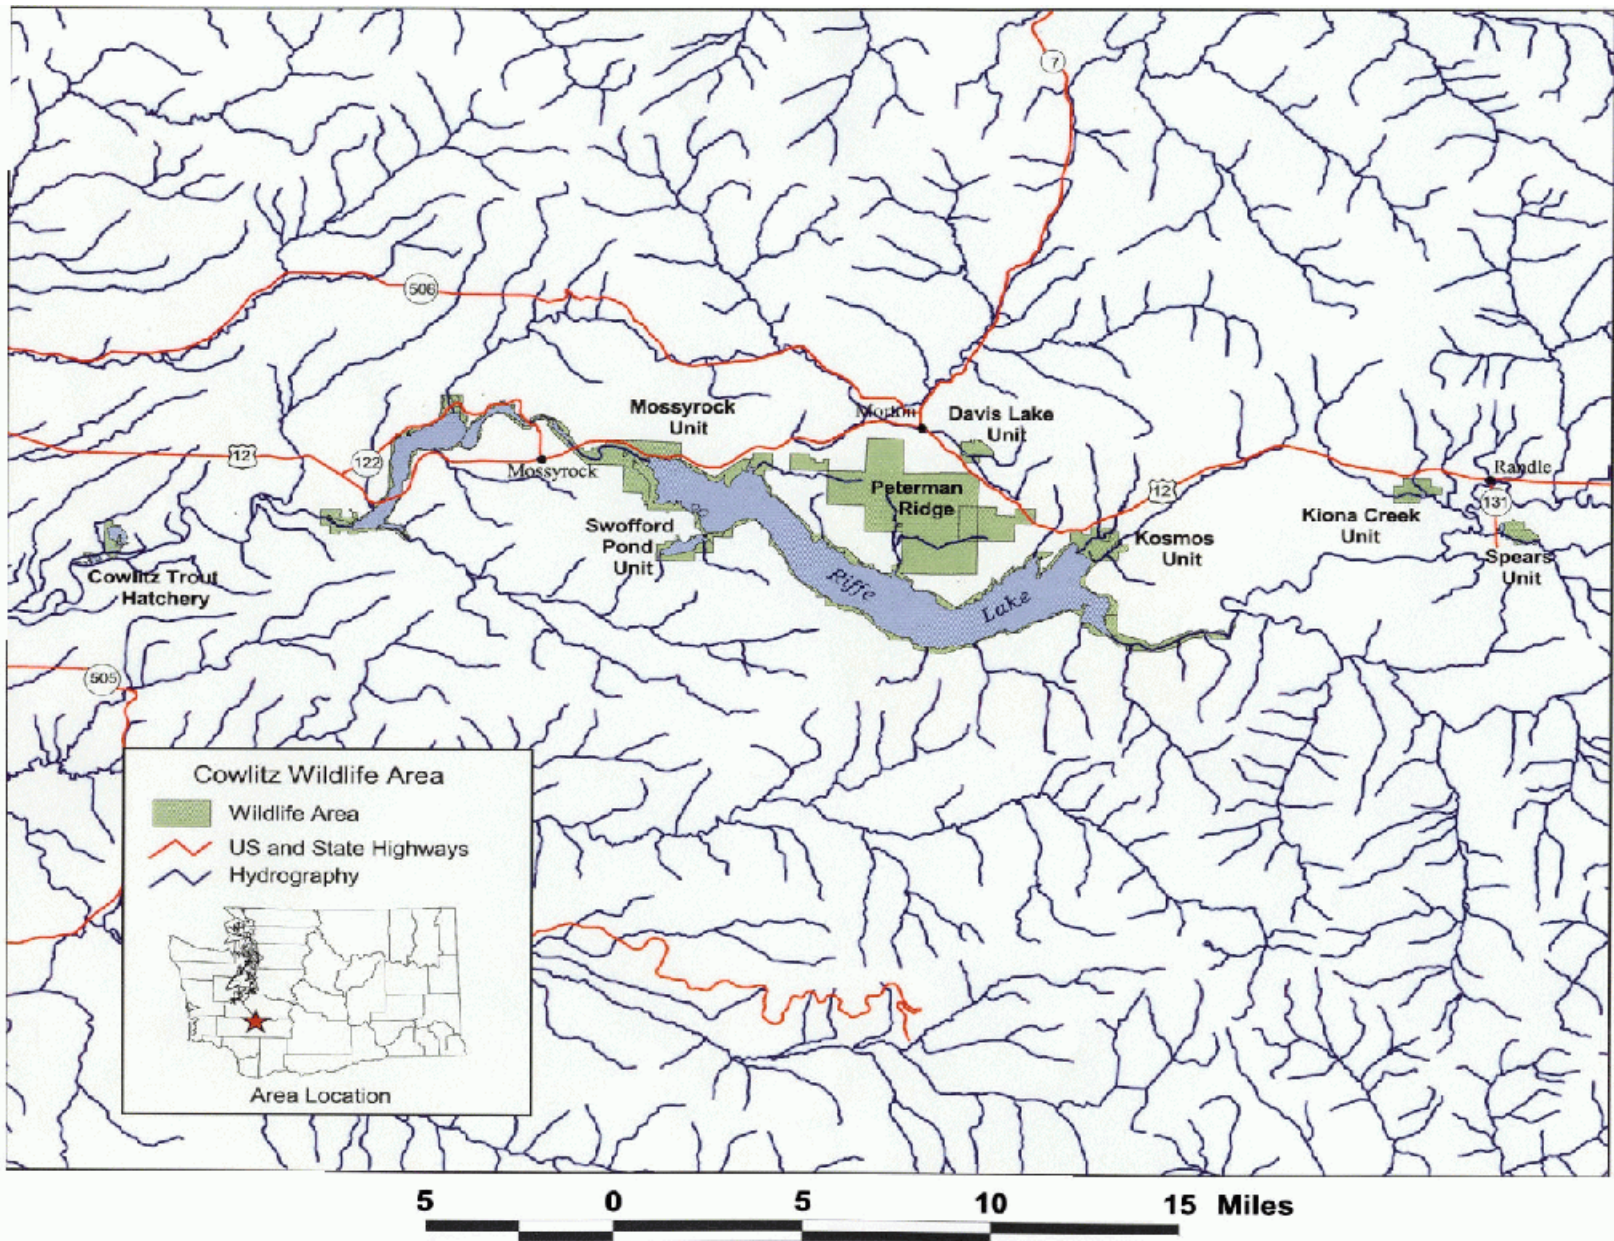 7
508
Mossyrock
Unit
Morton
Davis Lake
Unit
12
122
Mossyrock
Peterman
Ridge
12
Randle
131
Kiona Creek
Unit
Swofford
Pond
Unit
Kosmos
Unit
Spears
Unit
Cowlitz Trout
Hatchery
Riffe
Lake
505
Cowlitz Wildlife Area
Wildlife Area
US and State Highways
Hydrography
Area Location
5 0 5 10 15 Miles